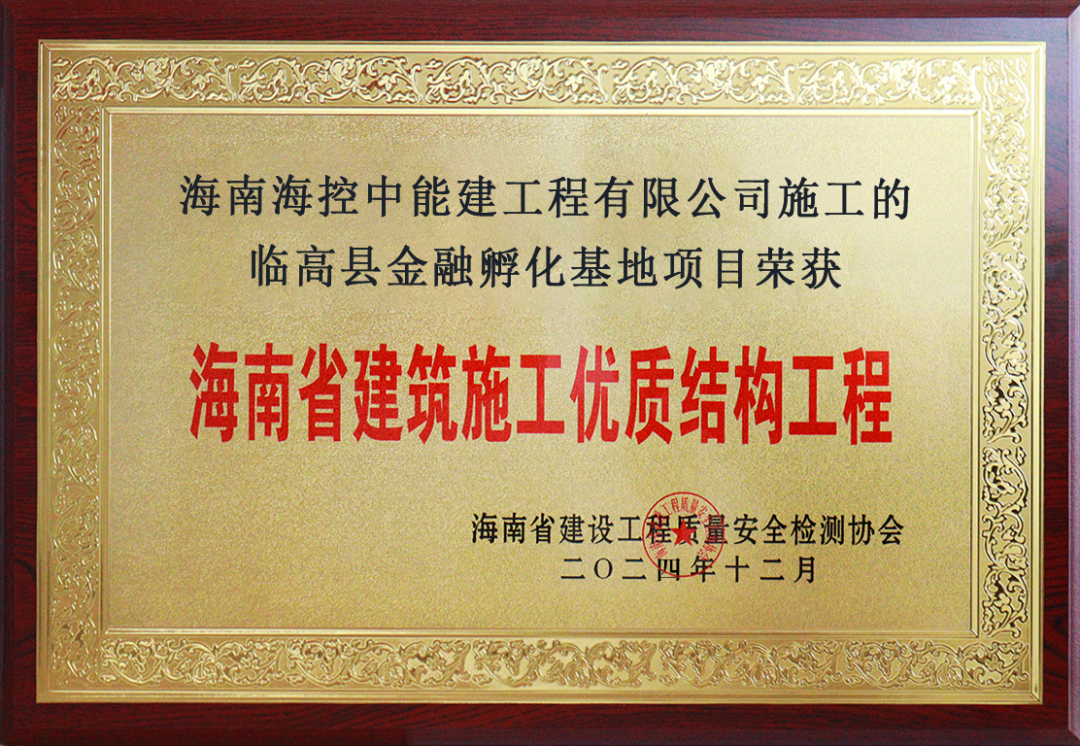 海南海控中能建工程有限公司施工的
临高县金融孵化基地项目荣获
海南省建筑施工优质结构工程
海南省建设工程质量安全检测协会
二〇二四年十二月